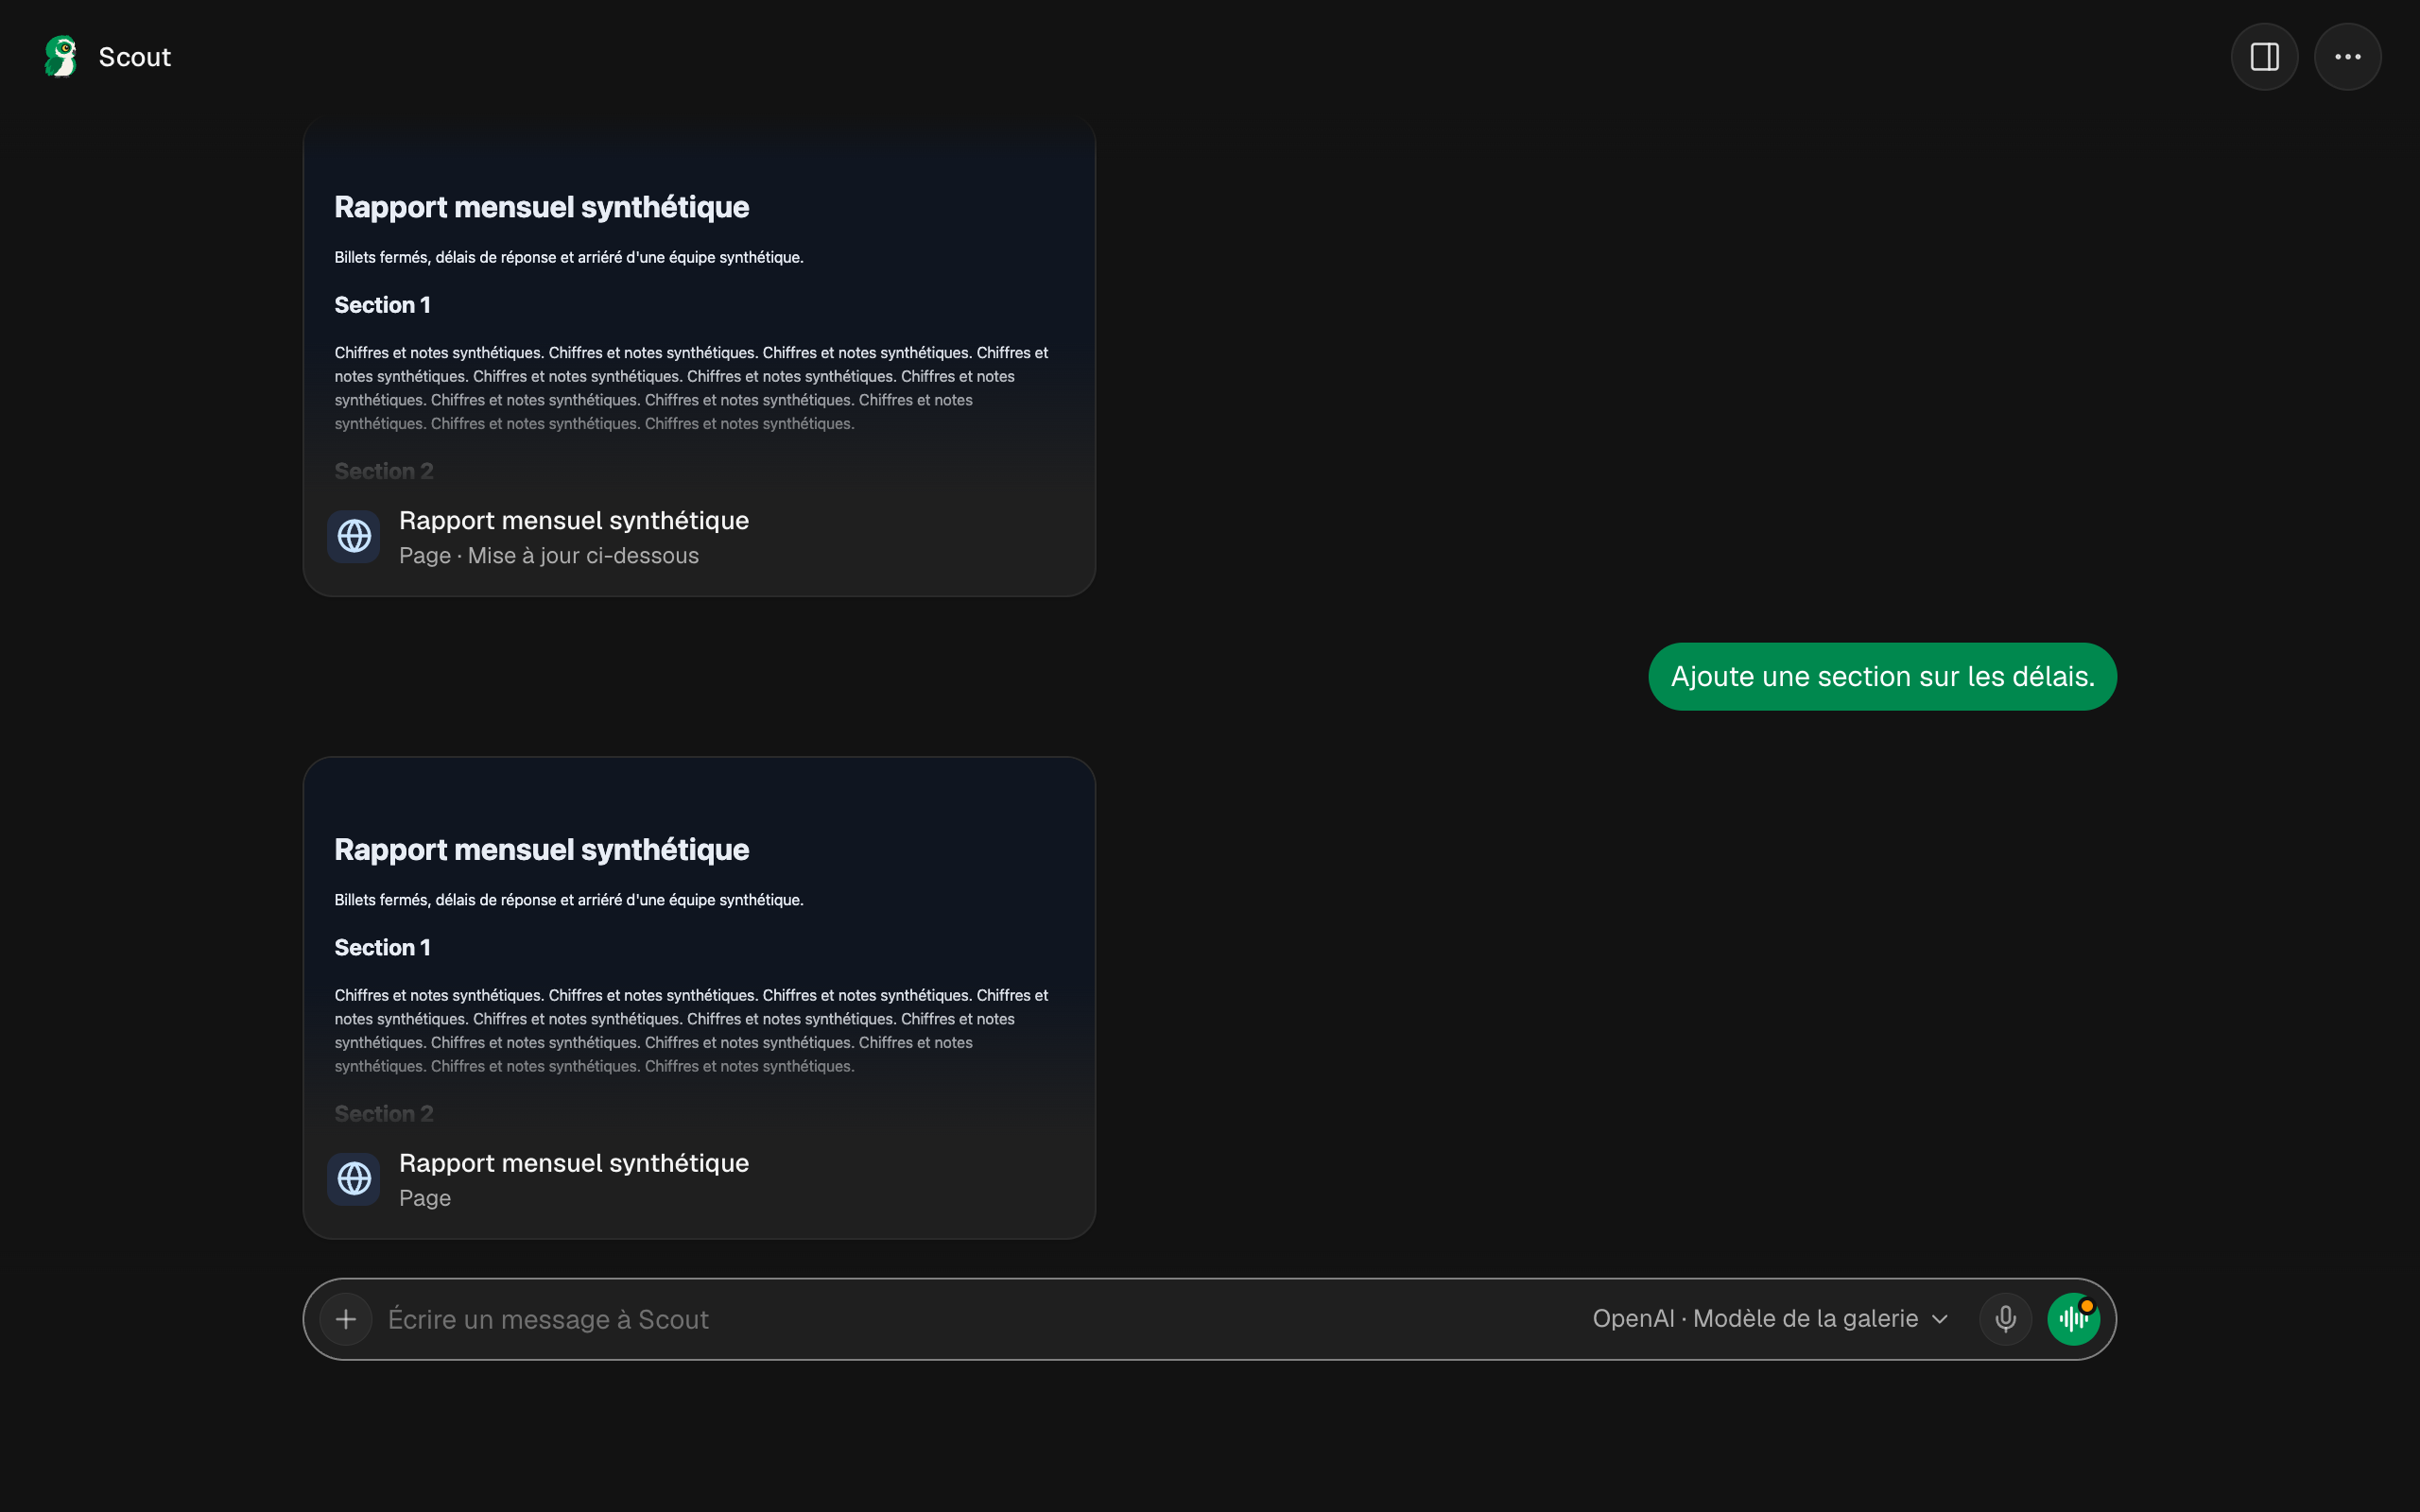 Scout
Rapport mensuel synthétique
Billets fermés, délais de réponse et arriéré d'une équipe synthétique.
Section 1
Chiffres et notes synthétiques. Chiffres et notes synthétiques. Chiffres et notes synthétiques. Chiffres et
notes synthétiques. Chiffres et notes synthétiques. Chiffres et notes synthétiques. Chiffres et notes
synthétiques. Chiffres et notes synthétiques. Chiffres et notes synthétiques. Chiffres et notes
synthétiques. Chiffres et notes synthétiques. Chiffres et notes synthétiques.
Section 2
Rapport mensuel synthétique
Page · Mise à jour ci-dessous
Ajoute une section sur les délais.
Rapport mensuel synthétique
Billets fermés, délais de réponse et arriéré d'une équipe synthétique.
Section 1
Chiffres et notes synthétiques. Chiffres et notes synthétiques. Chiffres et notes synthétiques. Chiffres et
notes synthétiques. Chiffres et notes synthétiques. Chiffres et notes synthétiques. Chiffres et notes
synthétiques. Chiffres et notes synthétiques. Chiffres et notes synthétiques. Chiffres et notes
synthétiques. Chiffres et notes synthétiques. Chiffres et notes synthétiques.
Section 2
Rapport mensuel synthétique
Page
Écrire un message à Scout
OpenAI · Modèle de la galerie